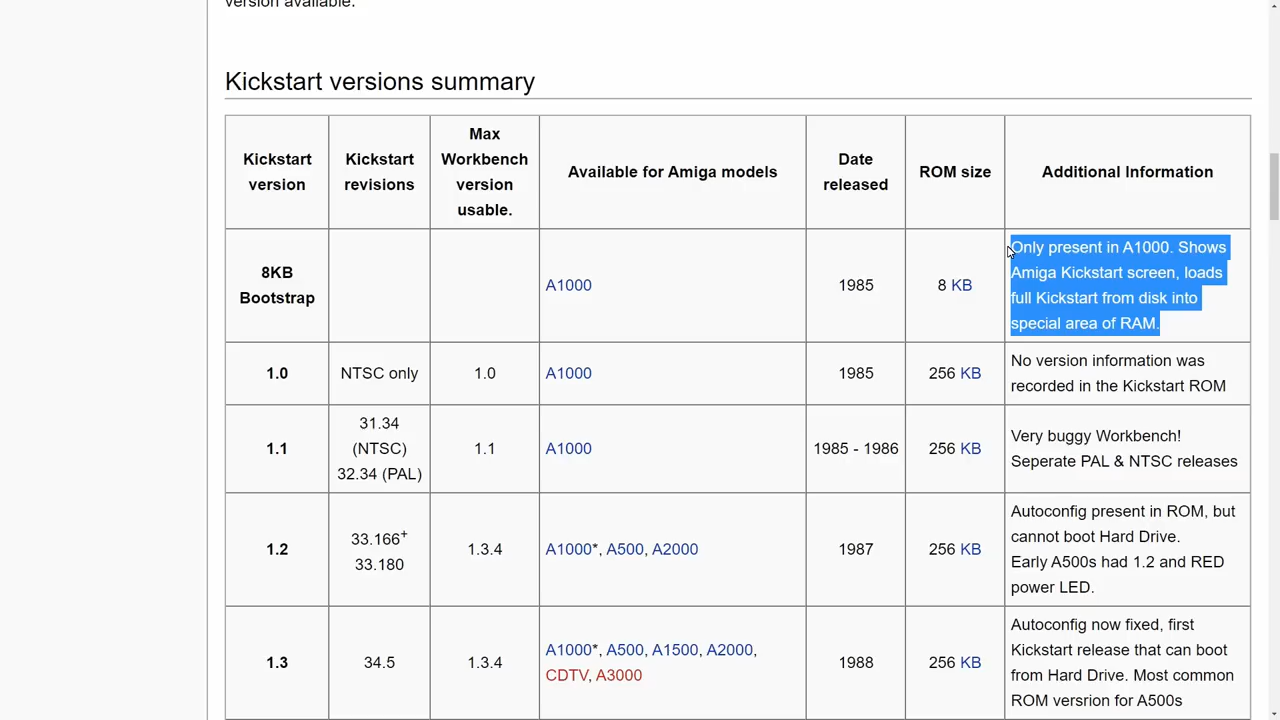 version available.
Kickstart versions summary
Kickstart
version
Kickstart
revisions
Max
Workbench
version
usable.
Available for Amiga models
Date
released
ROM size
Additional Information
8KB
Bootstrap
A1000
1985
8 KB
Only present in A1000. Shows
Amiga Kickstart screen, loads
full Kickstart from disk into
special area of RAM.
1.0
NTSC only
1.0
A1000
1985
256 KB
No version information was
recorded in the Kickstart ROM
1.1
31.34
(NTSC)
32.34 (PAL)
1.1
A1000
1985 - 1986
256 KB
Very buggy Workbench!
Seperate PAL & NTSC releases
1.2
33.166+
33.180
1.3.4
A1000*, A500, A2000
1987
256 KB
Autoconfig present in ROM, but
cannot boot Hard Drive.
Early A500s had 1.2 and RED
power LED.
1.3
34.5
1.3.4
A1000*, A500, A1500, A2000,
CDTV, A3000
1988
256 KB
Autoconfig now fixed, first
Kickstart release that can boot
from Hard Drive. Most common
ROM versrion for A500s